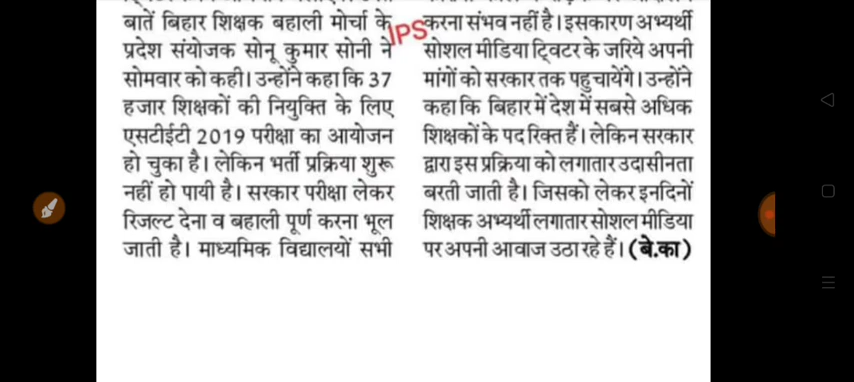 बातें बिहार शिक्षक बहाली मोर्चा के
प्रदेश संयोजक सोनू कुमार सोनी ने
सोमवार को कही। उन्होंने कहा कि 37
हजार शिक्षकों की नियुक्ति के लिए
एसटीईटी 2019 परीक्षा का आयोजन
हो चुका है। लेकिन भर्ती प्रक्रिया शुरू
नहीं हो पायी है। सरकार परीक्षा लेकर
रिजल्ट देना व बहाली पूर्ण करना भूल
जाती है। माध्यमिक विद्यालयों सभी
IPS
करना संभव नहीं है। इसकारण अभ्यर्थी
सोशल मीडिया ट्विटर के जरिये अपनी
मांगों को सरकार तक पहुचायेंगे। उन्होंने
कहा कि बिहार में देश में सबसे अधिक
शिक्षकों के पद रिक्त हैं। लेकिन सरकार
द्वारा इस प्रक्रिया को लगातार उदासीनता
बरती जाती है। जिसको लेकर इनदिनों
शिक्षक अभ्यर्थी लगातार सोशल मीडिया
पर अपनी आवाज उठा रहे हैं। (बे.का)